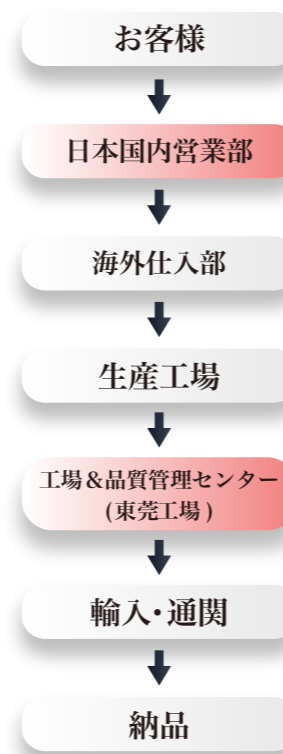 お客様
日本国内営業部
海外仕入部
生産工場
工場&品質管理センター
(東莞工場)
輸入・通関
納品